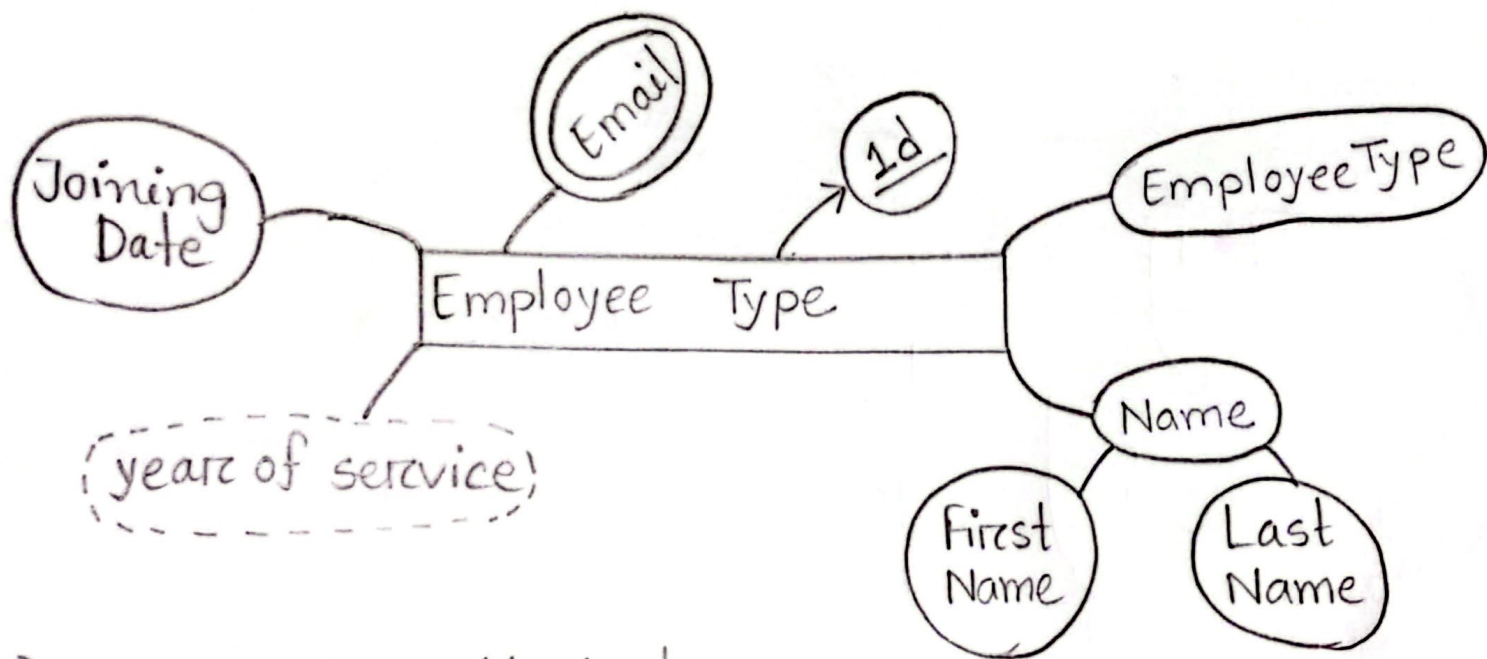 Email
1d
Joining
Date
EmployeeType
Employee Type
Name
year of service
First
Name
Last
Name